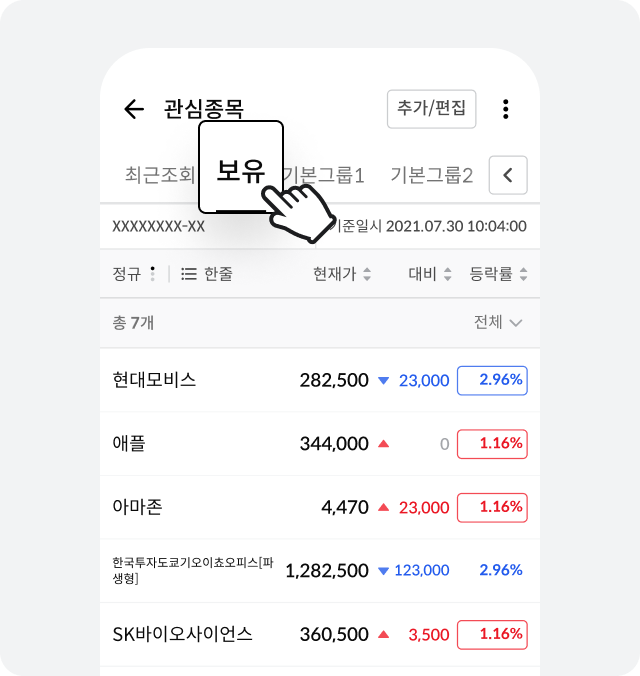 관심종목 추가/편집
최근조회 보유 기본그룹1 기본그룹2
XXXXXXXX-XX 기준일시 2021.07.30 10:04:00
정규 한줄 현재가 대비 등락률
총 7개 전체
현대모비스 282,500 23,000 2.96%
애플 344,000 0 1.16%
아마존 4,470 23,000 1.16%
한국투자도쿄기오이쵸오피스[파
생형] 1,282,500 123,000 2.96%
SK바이오사이언스 360,500 3,500 1.16%